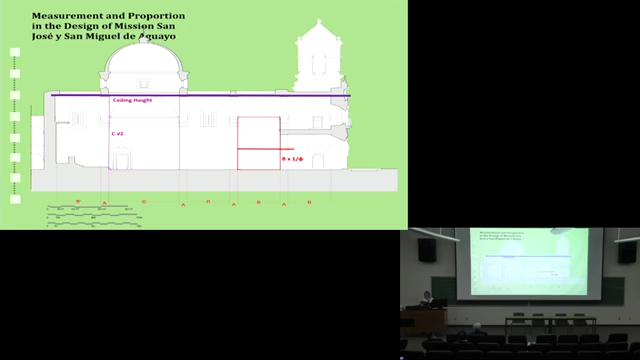 Measurement and Proportion
in the Design of Mission San
José y San Miguel de Aguayo
Ceiling Height
C √2
B x 1/ϕ
A
C
A
A
A